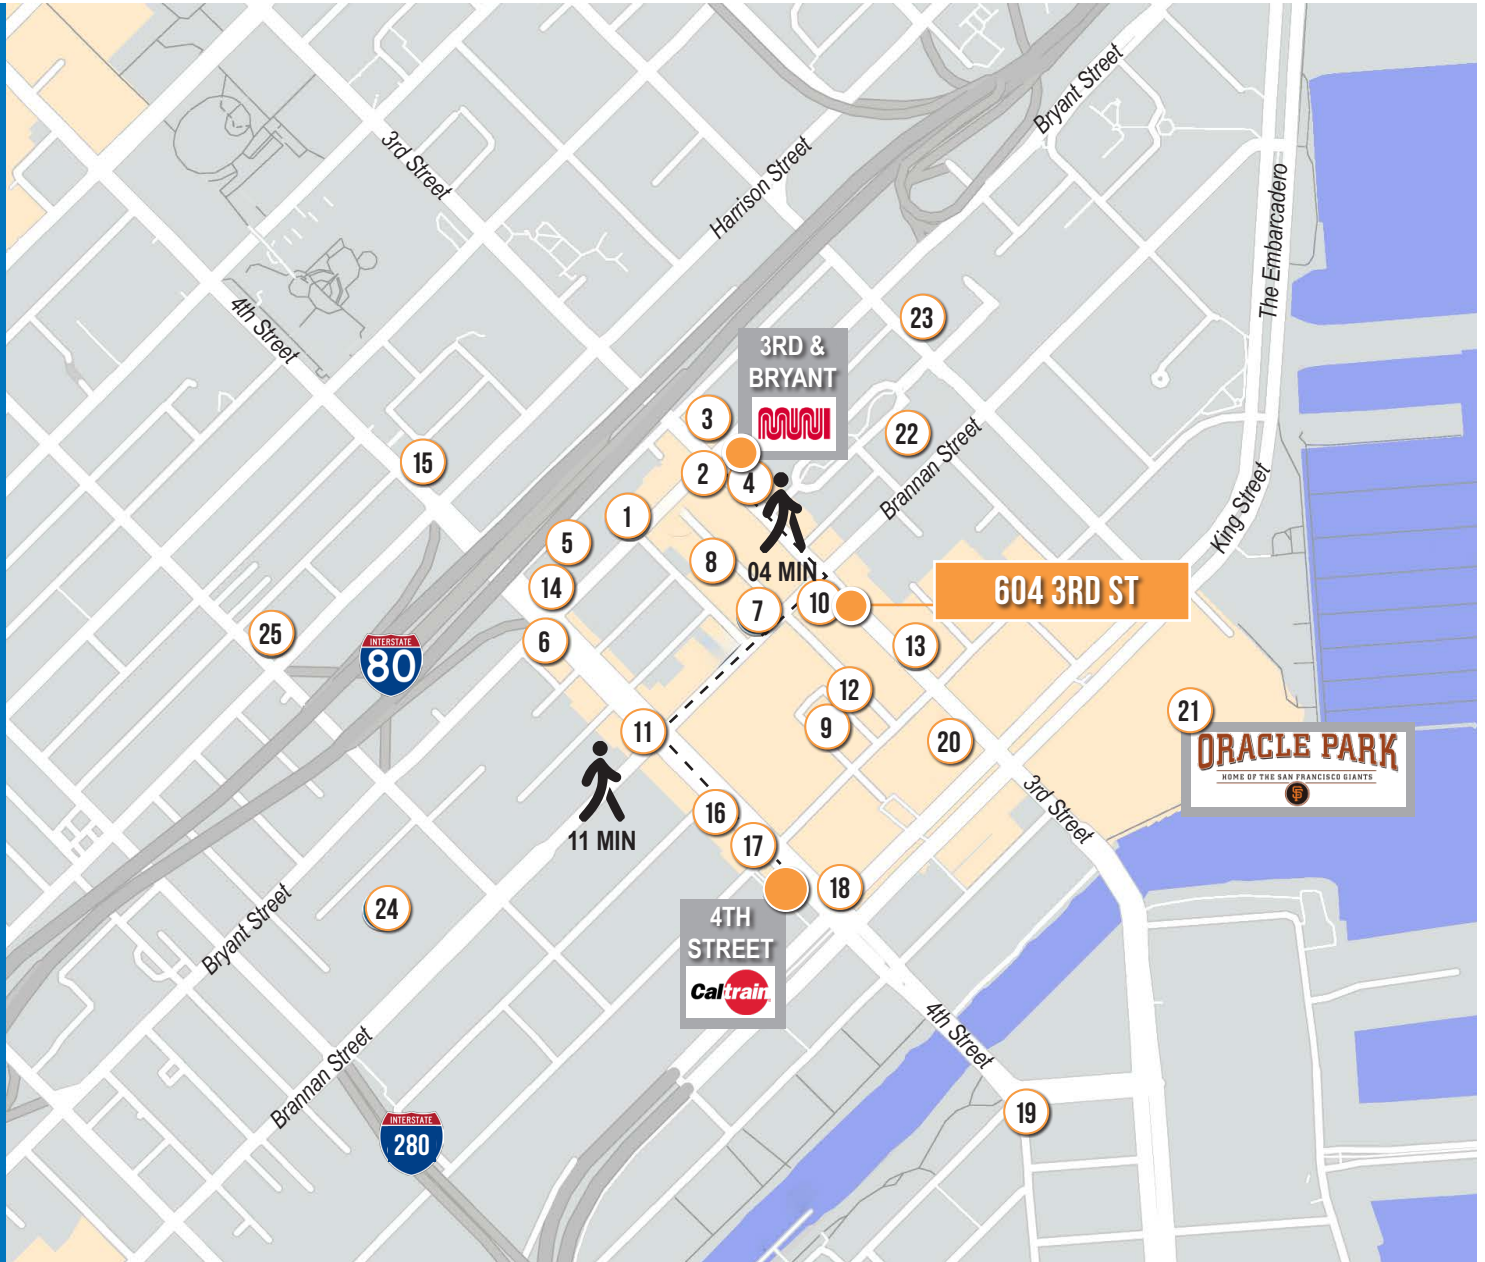 Bryant Street
3rd Street
Harrison Street
The Embarcadero
4th Street
23
3RD &
BRYANT
MUNI
3
22
15
2
4
Brannan Street
King Street
1
5
8
04 MIN
14
7
10
604 3RD ST
25
6
13
INTERSTATE
80
12
21
11
9
20
ORACLE PARK
HOME OF THE SAN FRANCISCO GIANTS
SF
11 MIN
16
3rd Street
17
18
24
4TH
STREET
Caltrain
Bryant Street
4th Street
Brannan Street
19
INTERSTATE
280